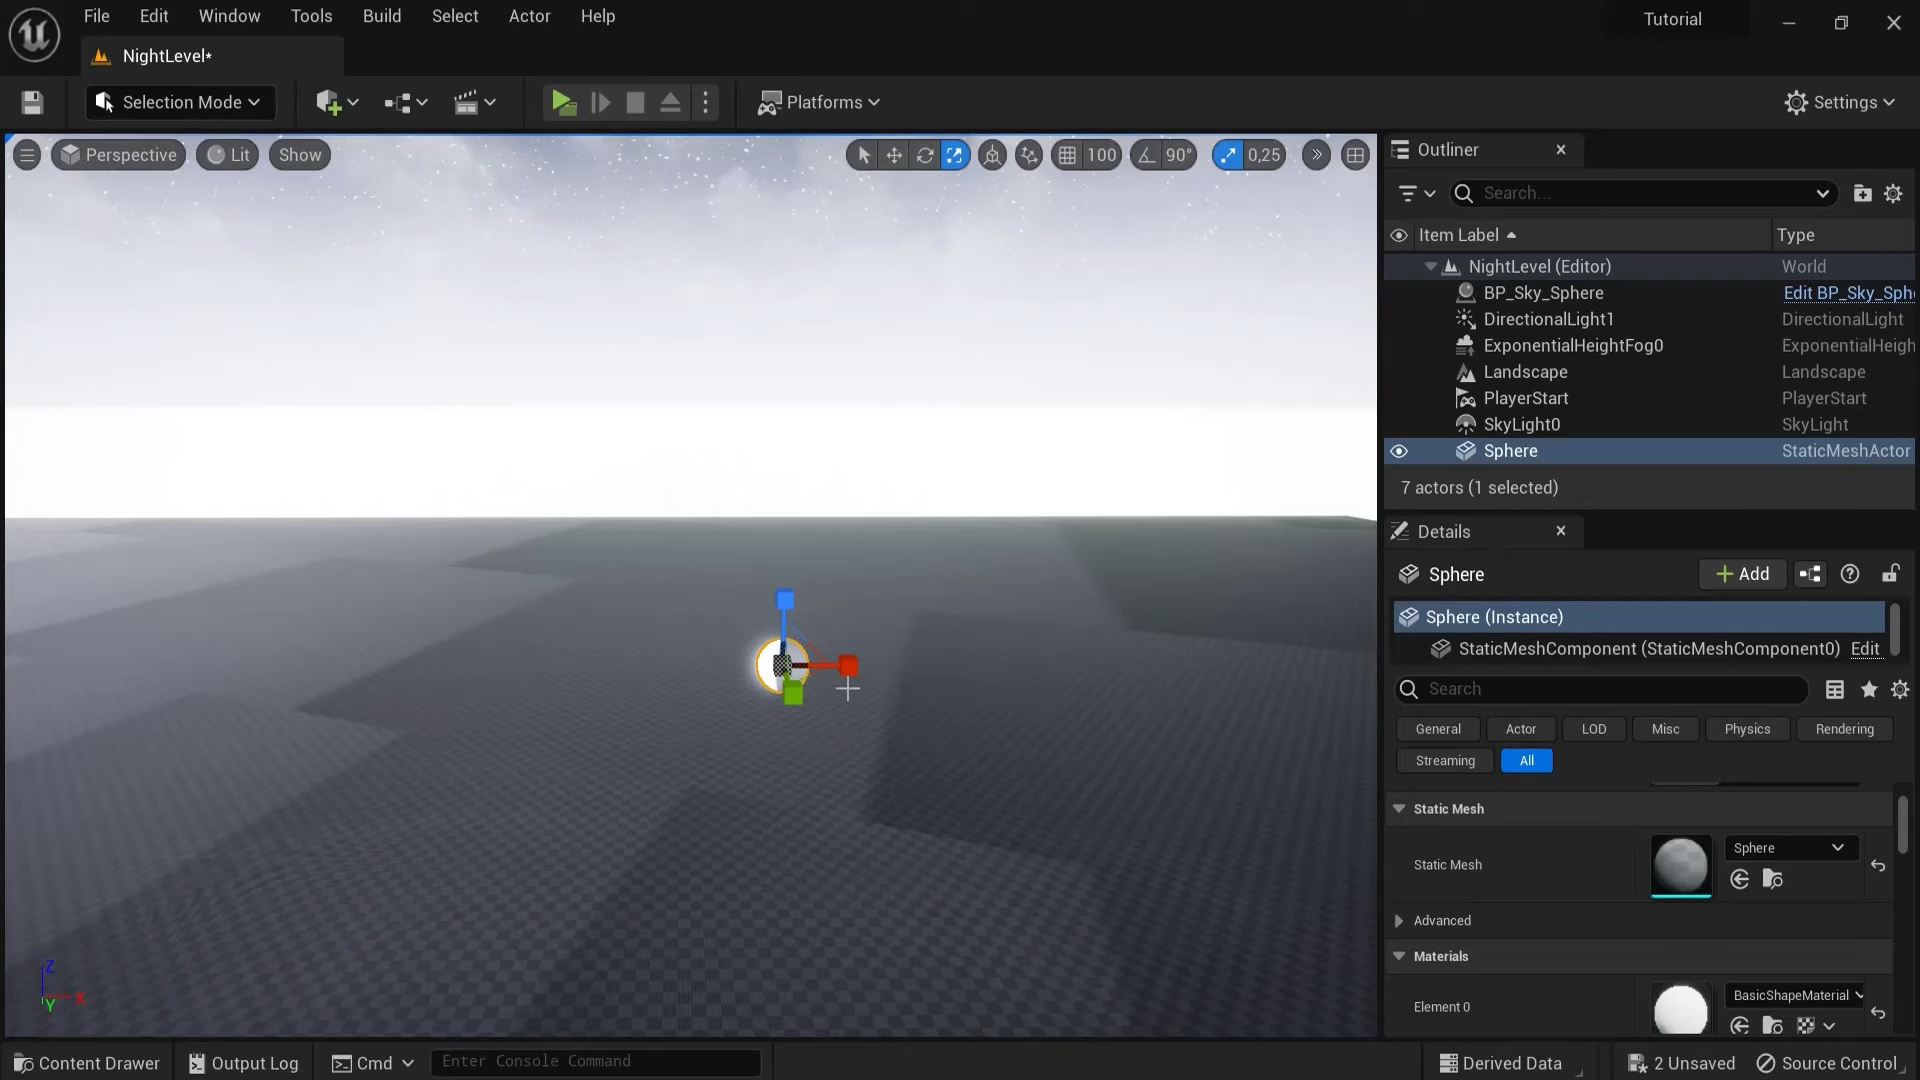 File Edit Window Tools Build Select Actor Help
Tutorial
NightLevel*
Selection Mode
Platforms
Settings
Perspective Lit Show
100 90° 0,25
Outliner
Search...
Item Label Type
NightLevel (Editor) World
BP_Sky_Sphere Edit BP_Sky_Sph
DirectionalLight1 DirectionalLight
ExponentialHeightFog0 ExponentialHeigh
Landscape Landscape
PlayerStart PlayerStart
SkyLight0 SkyLight
Sphere StaticMeshActor
7 actors (1 selected)
Details
Sphere
Add
Sphere (Instance)
StaticMeshComponent (StaticMeshComponent0) Edit
Search
General Actor LOD Misc Physics Rendering
Streaming All
Static Mesh
Static Mesh
Sphere
Advanced
Materials
Element 0
BasicShapeMaterial
Z
Y X
Content Drawer Output Log Cmd Enter Console Command Derived Data 2 Unsaved Source Control